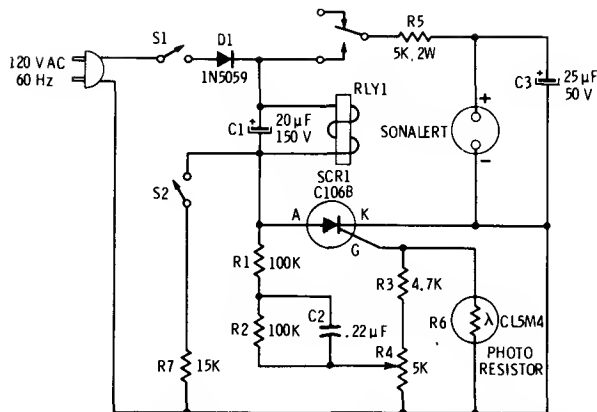 S1
D1
1N5059
R5
5K, 2W
120 V AC
60 Hz
RLY1
C1
+
20 µF
150 V
+
SONALERT
−
C3
+
25 µF
50 V
S2
SCR1
C106B
A
K
G
R1
100K
R2
100K
C2
.22 µF
R3
4.7K
R4
5K
R6
λ
CL5M4
PHOTO
RESISTOR
R7
15K